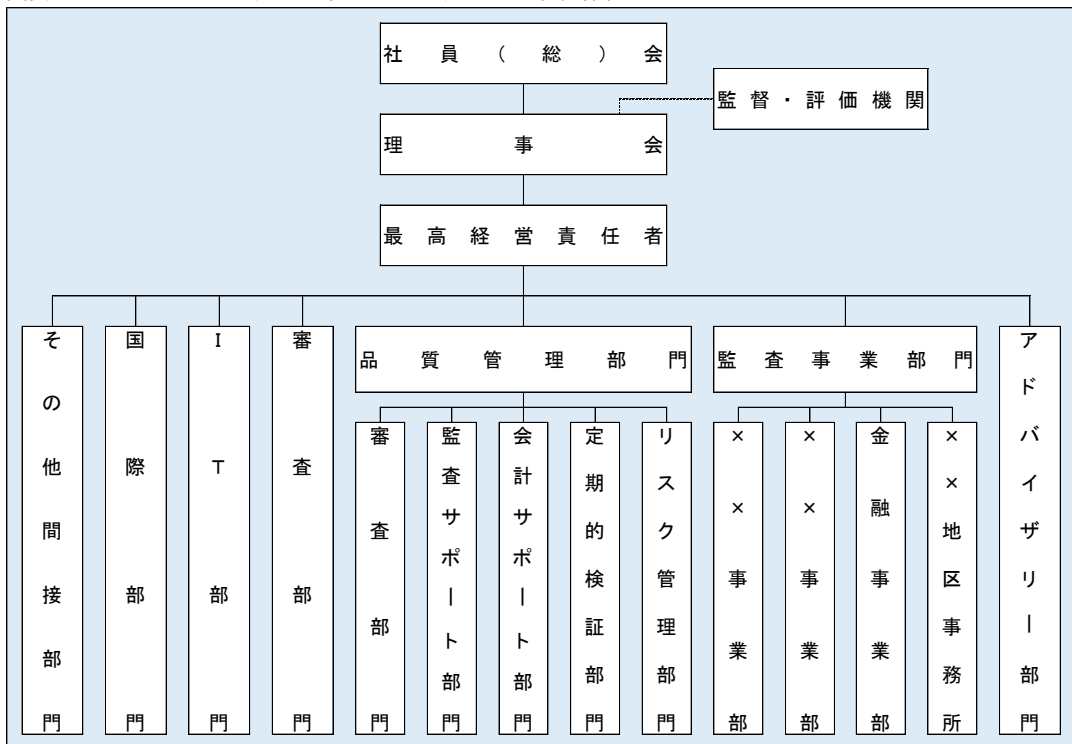 社員(総)会
監督・評価機関
理事会
最高経営責任者
その他間接部門
国際部門
IT部門
審査部門
品質管理部門
審査部門
監査サポート部門
会計サポート部門
定期的検証部門
リスク管理部門
監査事業部門
××事業部
××事業部
金融事業部
××地区事務所
アドバイザリー部門